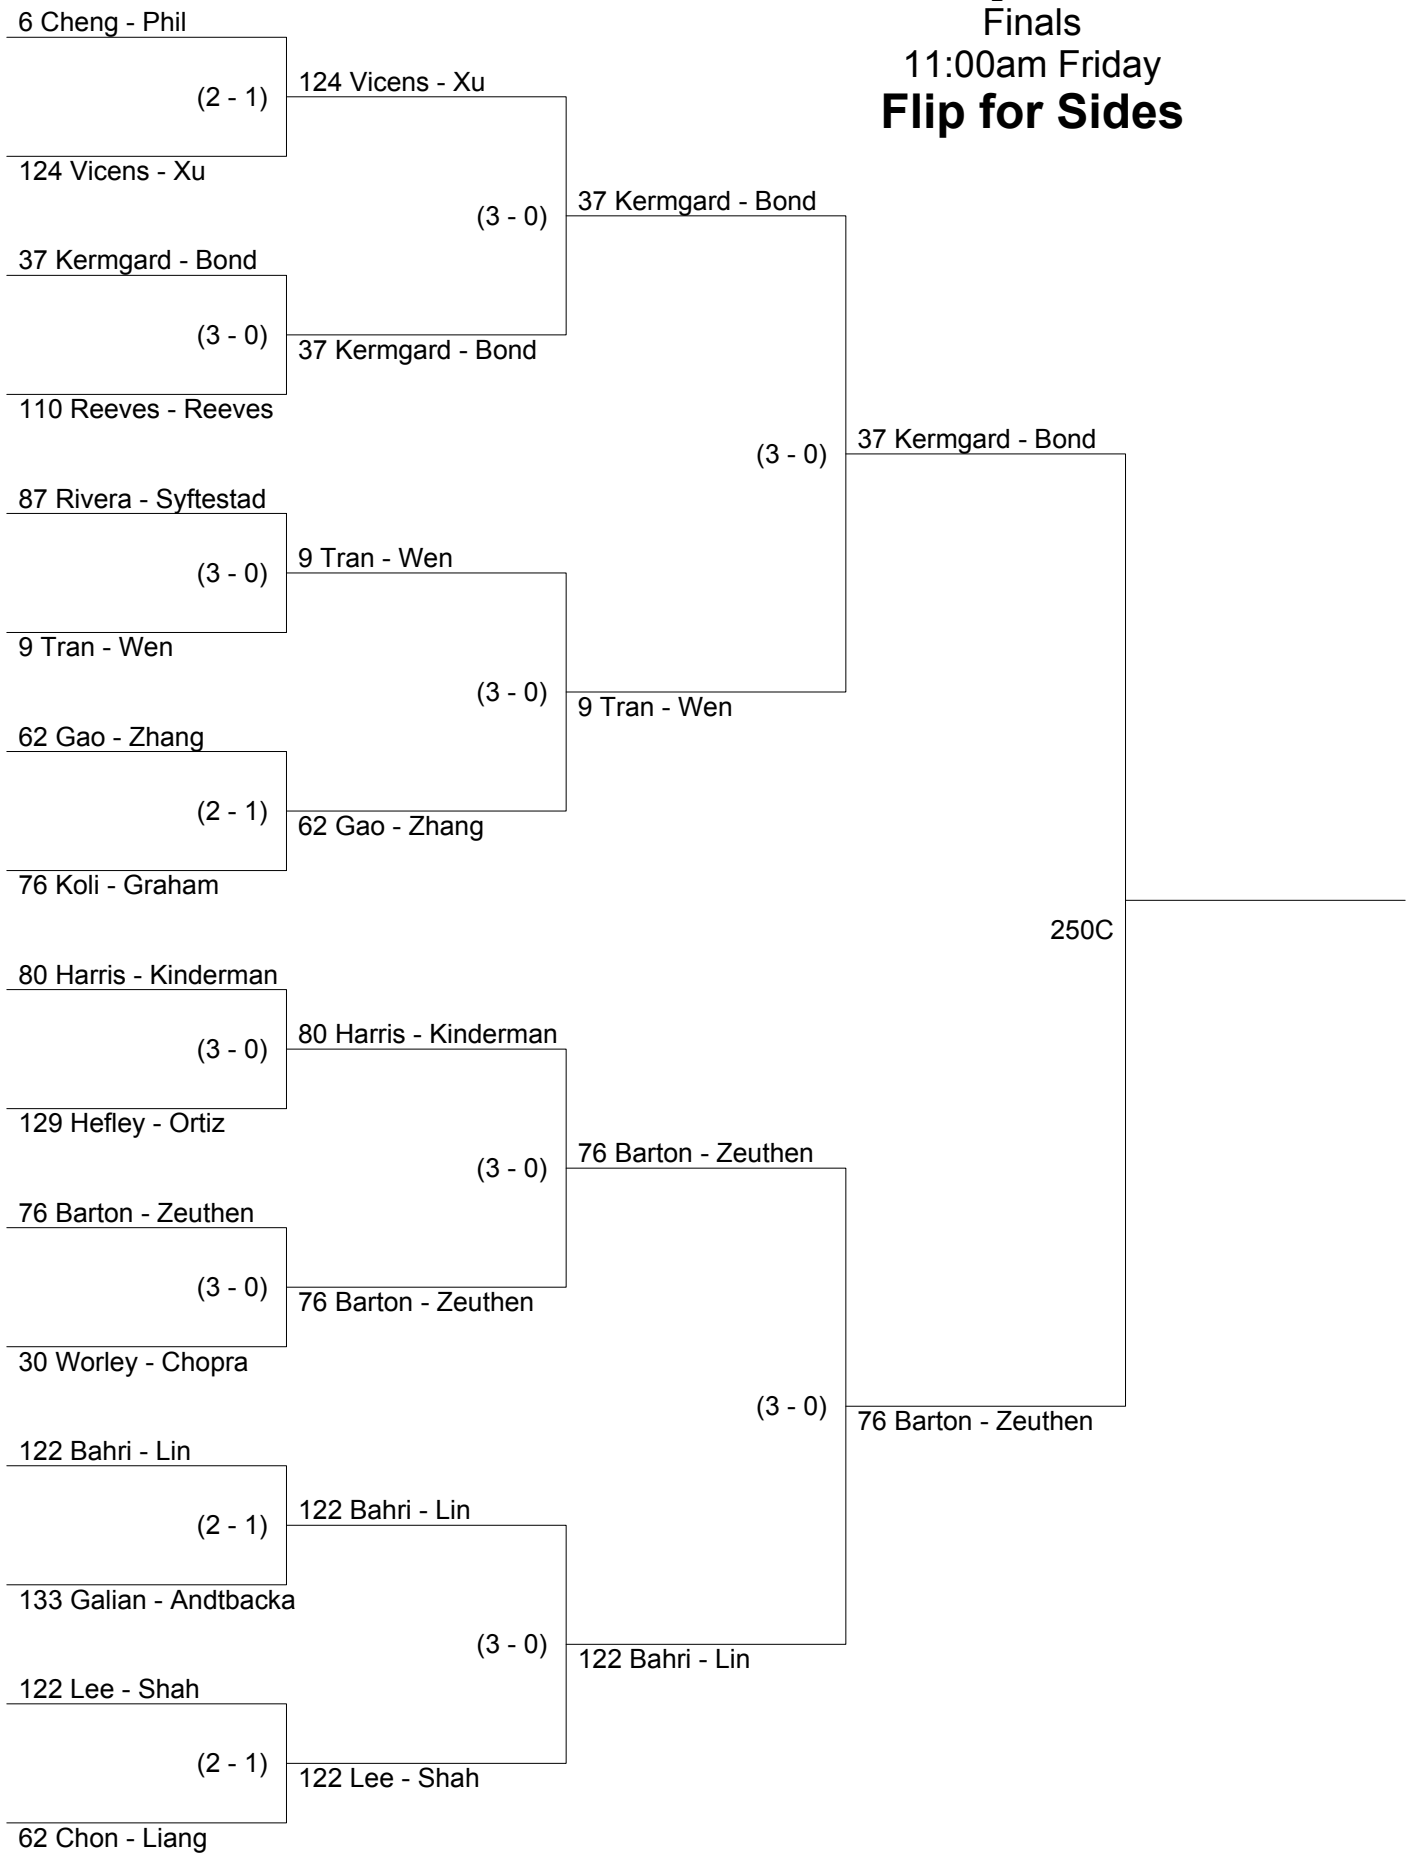 Finals
11:00am Friday
Flip for Sides
6 Cheng - Phil
(2 - 1)
124 Vicens - Xu
124 Vicens - Xu
(3 - 0)
37 Kermgard - Bond
37 Kermgard - Bond
(3 - 0)
37 Kermgard - Bond
110 Reeves - Reeves
(3 - 0)
37 Kermgard - Bond
87 Rivera - Syftestad
(3 - 0)
9 Tran - Wen
9 Tran - Wen
(3 - 0)
9 Tran - Wen
62 Gao - Zhang
(2 - 1)
62 Gao - Zhang
76 Koli - Graham
250C
80 Harris - Kinderman
(3 - 0)
80 Harris - Kinderman
129 Hefley - Ortiz
(3 - 0)
76 Barton - Zeuthen
76 Barton - Zeuthen
(3 - 0)
76 Barton - Zeuthen
30 Worley - Chopra
(3 - 0)
76 Barton - Zeuthen
122 Bahri - Lin
(2 - 1)
122 Bahri - Lin
133 Galian - Andtbacka
(3 - 0)
122 Bahri - Lin
122 Lee - Shah
(2 - 1)
122 Lee - Shah
62 Chon - Liang